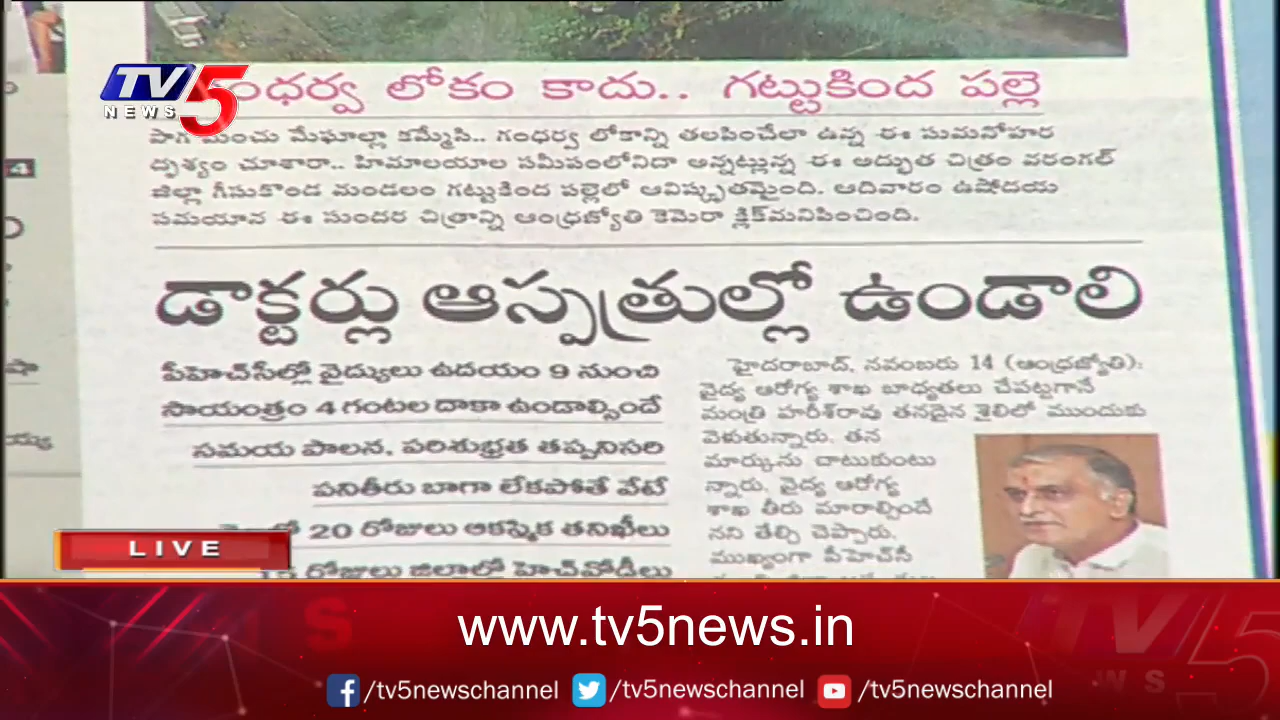 TV5
NEWS
గంధర్వ లోకం కాదు.. గట్టుకింద పల్లె
పొగ మంచు మేఘాల్లా కమ్మేసి.. గంధర్వ లోకాన్ని తలపించేలా ఉన్న ఈ సుమనోహర
దృశ్యం చూశారా.. హిమాలయాల సమీపంలోనిదా అన్నట్లున్న ఈ అద్భుత చిత్రం వరంగల్
జిల్లా గీసుకొండ మండలం గట్టుకింద పల్లెలో ఆవిష్కృతమైంది. ఆదివారం ఉషోదయ
సమయాన ఈ సుందర చిత్రాన్ని ఆంధ్రజ్యోతి కెమెరా క్లిక్‌మనిపించింది.
డాక్టర్లు ఆస్పత్రుల్లో ఉండాలి
పీహెచ్‌సీల్లో వైద్యులు ఉదయం 9 నుంచి
సాయంత్రం 4 గంటల దాకా ఉండాల్సిందే
సమయ పాలన, పరిశుభ్రత తప్పనిసరి
పనితీరు బాగా లేకపోతే వేటే
20 రోజులు ఆకస్మిక తనిఖీలు
15 రోజులు జిల్లాల్లో హెచ్‌వోడీలు
హైదరాబాద్, నవంబరు 14 (ఆంధ్రజ్యోతి):
వైద్య ఆరోగ్య శాఖ బాధ్యతలు చేపట్టగానే
మంత్రి హరీశ్‌రావు తనదైన శైలిలో ముందుకు
వెళుతున్నారు. తన
మార్కును చాటుకుంటు
న్నారు. వైద్య ఆరోగ్య
శాఖ తీరు మారాల్సిందే
నని తేల్చి చెప్పారు.
ముఖ్యంగా పీహెచ్‌సీ
LIVE
www.tv5news.in
/tv5newschannel /tv5newschannel /tv5newschannel